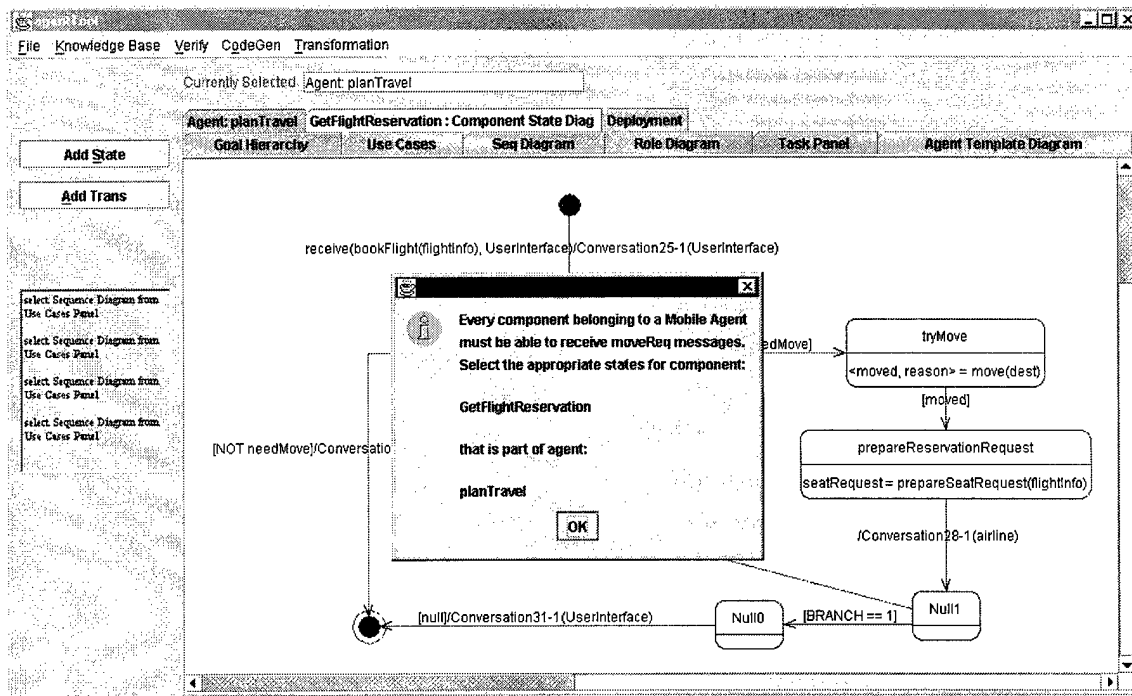 agentTool
File Knowledge Base Verify CodeGen Transformation
Currently Selected Agent: planTravel
Agent: planTravel GetFlightReservation : Component State Diag Deployment
Goal Hierarchy Use Cases Seq Diagram Role Diagram Task Panel Agent Template Diagram
Add State
Add Trans
select Sequence Diagram from
Use Cases Panel
select Sequence Diagram from
Use Cases Panel
select Sequence Diagram from
Use Cases Panel
select Sequence Diagram from
Use Cases Panel
receive(bookFlight(flightInfo), UserInterface)/Conversation25-1(UserInterface)
Every component belonging to a Mobile Agent
must be able to receive moveReq messages.
Select the appropriate states for component:
GetFlightReservation
that is part of agent:
planTravel
OK
edMove]
tryMove
<moved, reason> = move(dest)
[moved]
prepareReservationRequest
seatRequest = prepareSeatRequest(flightInfo)
/Conversation28-1(airline)
[NOT needMove]/Conversatio
[null]/Conversation31-1(UserInterface)
Null0
[BRANCH == 1]
Null1